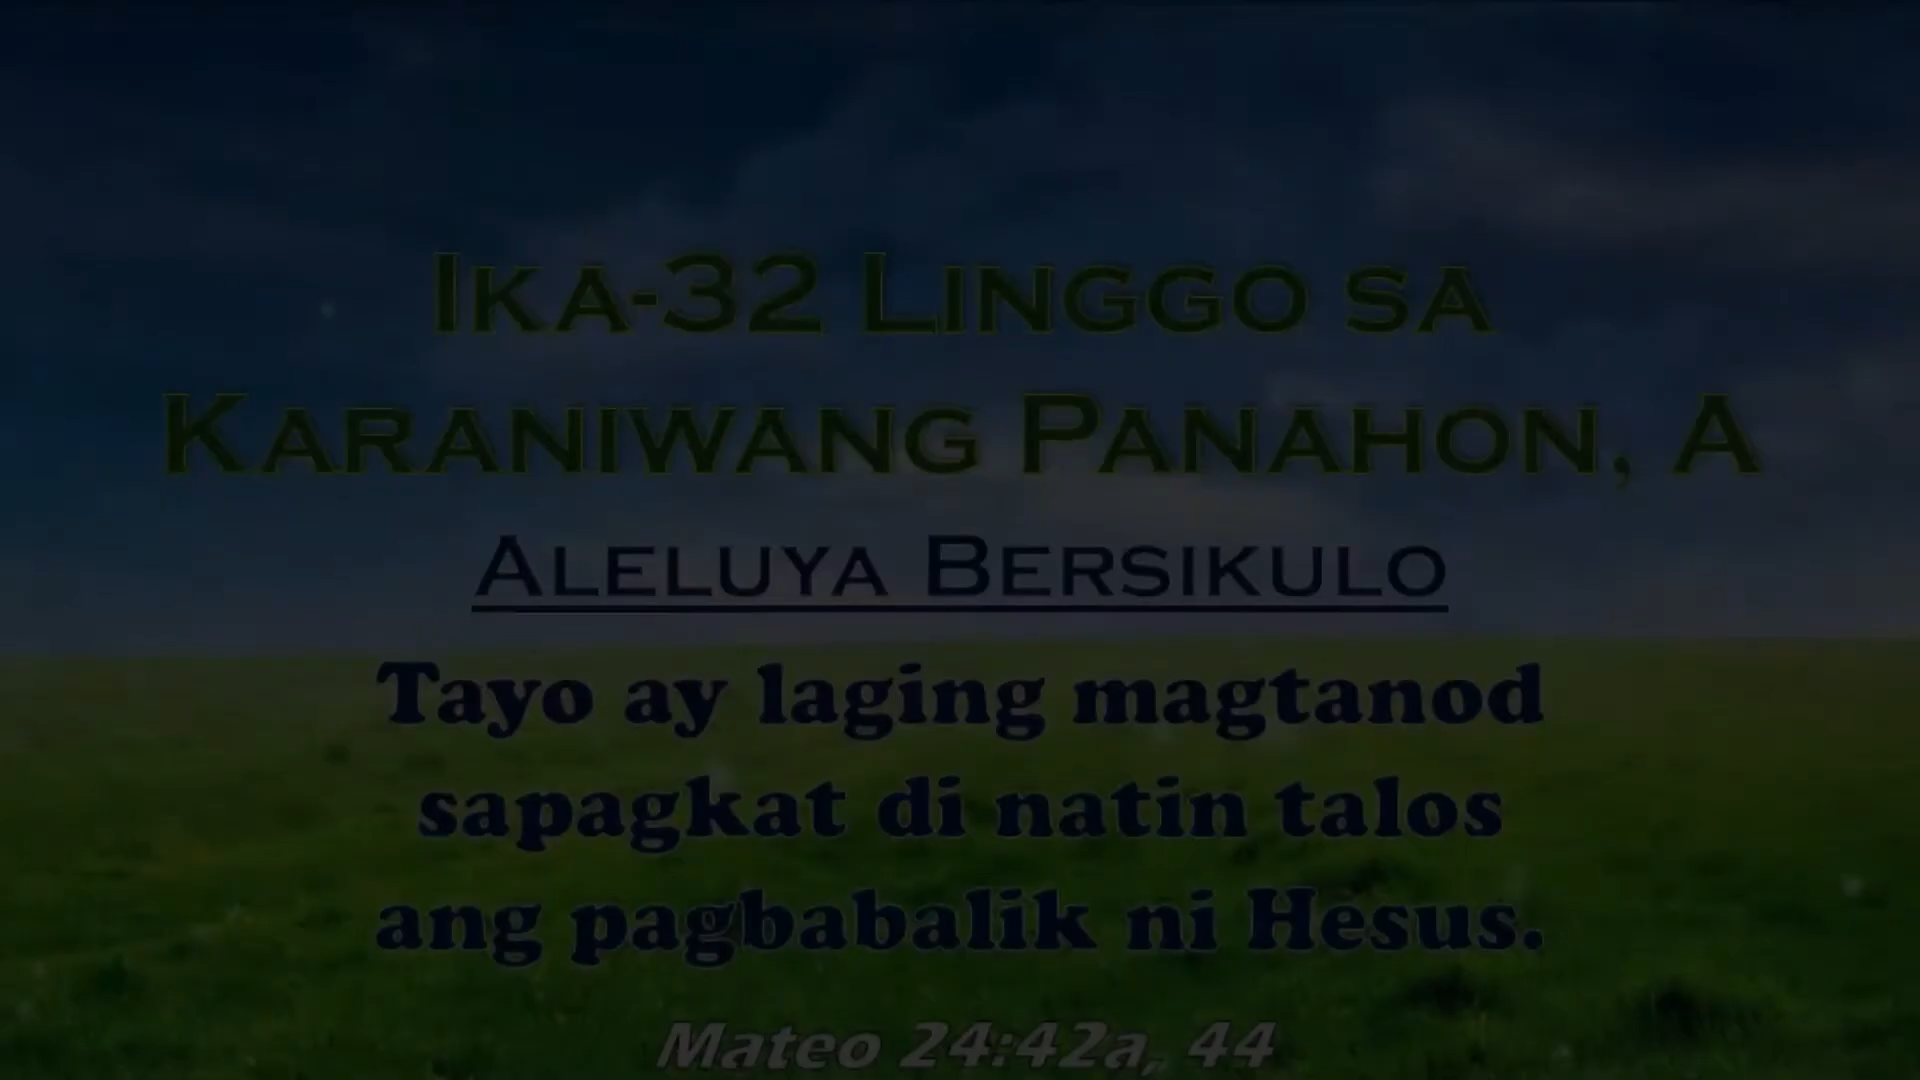 Ika-32 Linggo sa
Karaniwang Panahon, A
Aleluya Bersikulo
Tayo ay laging magtanod
sapagkat di natin talos
ang pagbabalik ni Hesus.
Mateo 24:42a, 44